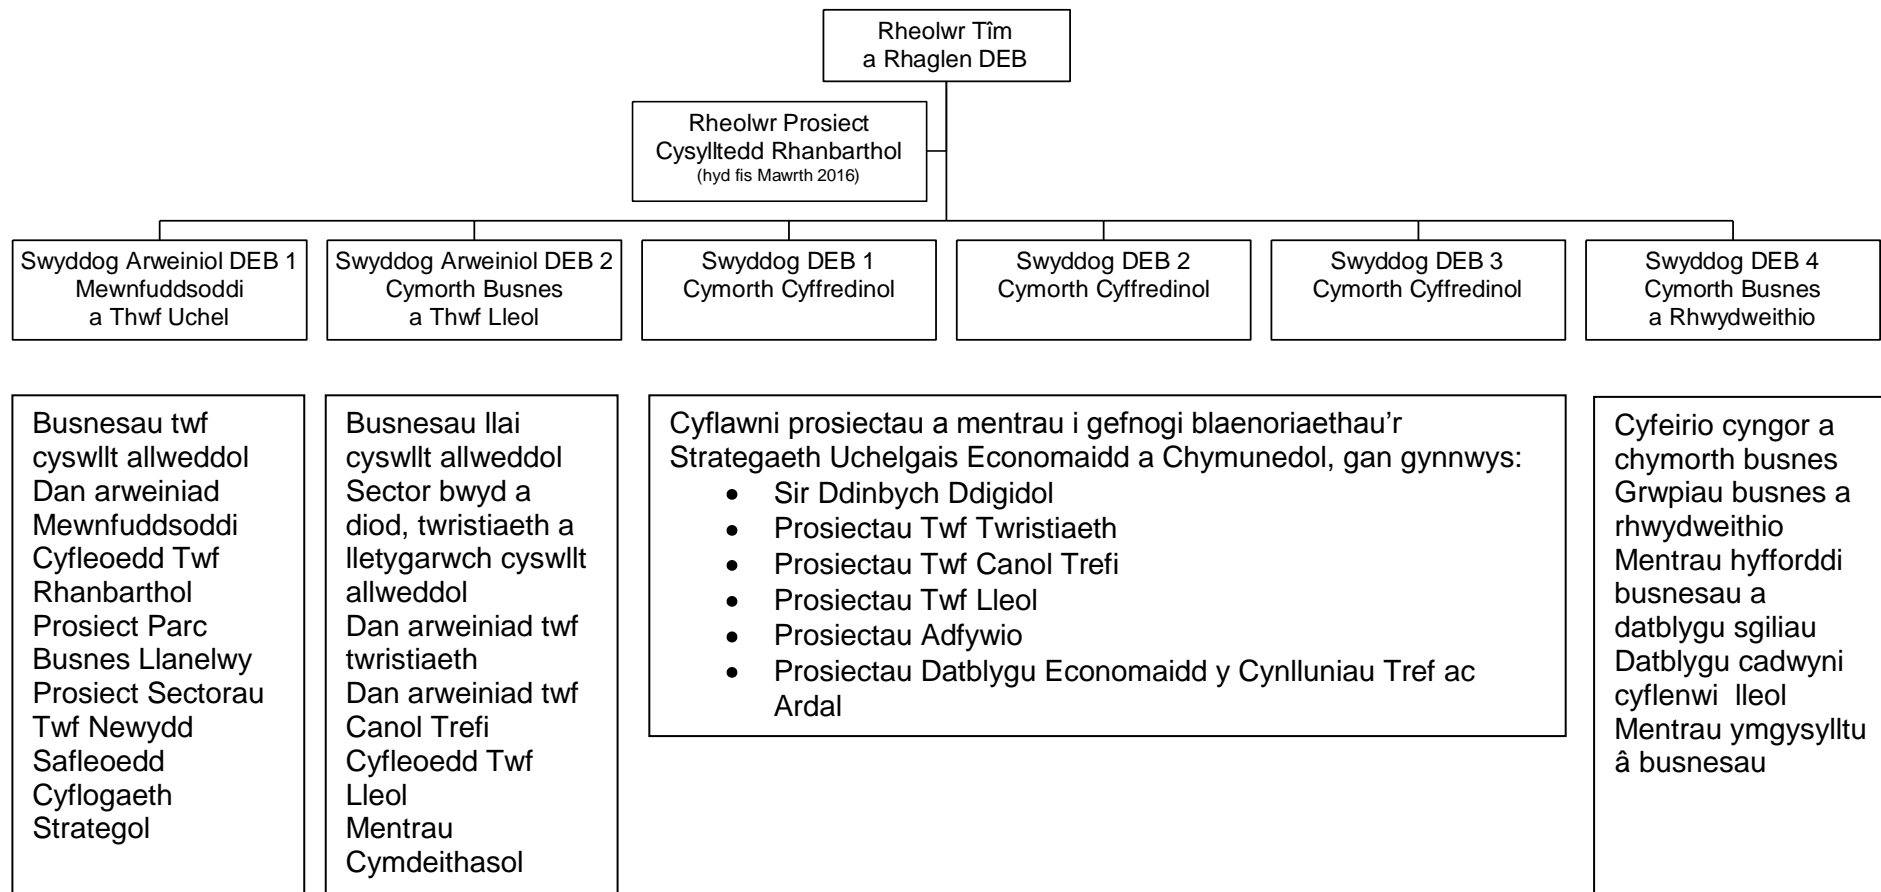 Rheolwr Tîm
a Rhaglen DEB
Rheolwr Prosiect
Cysylltedd Rhanbarthol
(hyd fis Mawrth 2016)
Swyddog Arweiniol DEB 1
Mewnfuddsoddi
a Thwf Uchel
Swyddog Arweiniol DEB 2
Cymorth Busnes
a Thwf Lleol
Swyddog DEB 1
Cymorth Cyffredinol
Swyddog DEB 2
Cymorth Cyffredinol
Swyddog DEB 3
Cymorth Cyffredinol
Swyddog DEB 4
Cymorth Busnes
a Rhwydweithio
Busnesau twf
cyswllt allweddol
Dan arweiniad
Mewnfuddsoddi
Cyfleoedd Twf
Rhanbarthol
Prosiect Parc
Busnes Llanelwy
Prosiect Sectorau
Twf Newydd
Safleoedd
Cyflogaeth
Strategol
Busnesau llai
cyswllt allweddol
Sector bwyd a
diod, twristiaeth a
lletygarwch cyswllt
allweddol
Dan arweiniad twf
twristiaeth
Dan arweiniad twf
Canol Trefi
Cyfleoedd Twf
Lleol
Mentrau
Cymdeithasol
Cyflawni prosiectau a mentrau i gefnogi blaenoriaethau’r
Strategaeth Uchelgais Economaidd a Chymunedol, gan gynnwys:
• Sir Ddinbych Ddigidol
• Prosiectau Twf Twristiaeth
• Prosiectau Twf Canol Trefi
• Prosiectau Twf Lleol
• Prosiectau Adfywio
• Prosiectau Datblygu Economaidd y Cynlluniau Tref ac
Ardal
Cyfeirio cyngor a
chymorth busnes
Grwpiau busnes a
rhwydweithio
Mentrau hyfforddi
busnesau a
datblygu sgiliau
Datblygu cadwyni
cyflenwi lleol
Mentrau ymgysylltu
â busnesau